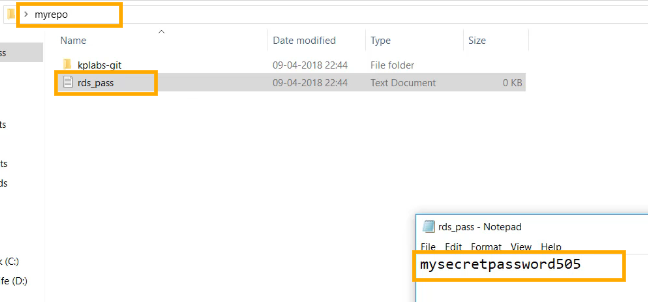 myrepo
Name Date modified Type Size
ss
kplabs-git 09-04-2018 22:44 File folder
rds_pass 09-04-2018 22:44 Text Document 0 KB
ts
ts
ds
rds_pass - Notepad
File Edit Format View Help
k (C:)
mysecretpassword505
fe (D:)